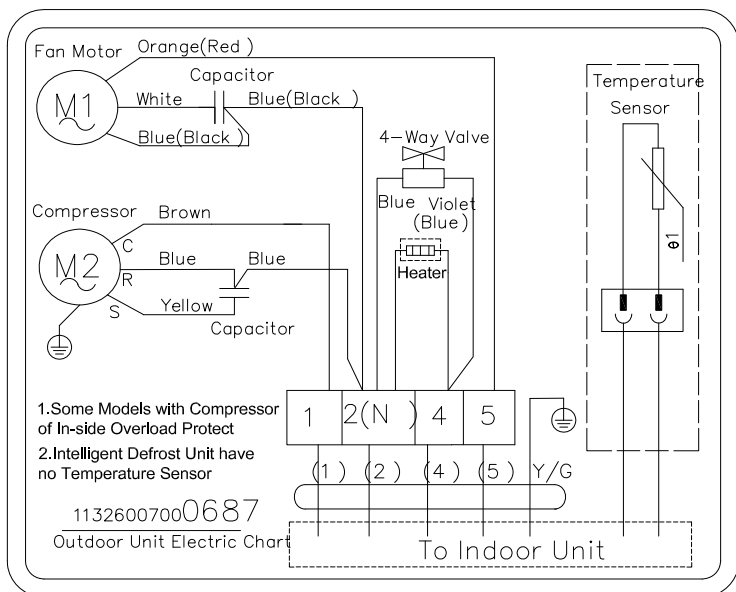 Orange(Red )
Fan Motor
Capacitor
M1
White
Blue(Black )
Blue(Black )
4-Way Valve
Blue Violet
(Blue)
Heater
Temperature
Sensor
θ1
Compressor
Brown
C
M2
Blue
Blue
R
S
Yellow
Capacitor
1 2(N ) 4 5
(1) (2) (4) (5) Y/G
1.Some Models with Compressor
of In-side Overload Protect
2.Intelligent Defrost Unit have
no Temperature Sensor
11326007000687
Outdoor Unit Electric Chart
To Indoor Unit